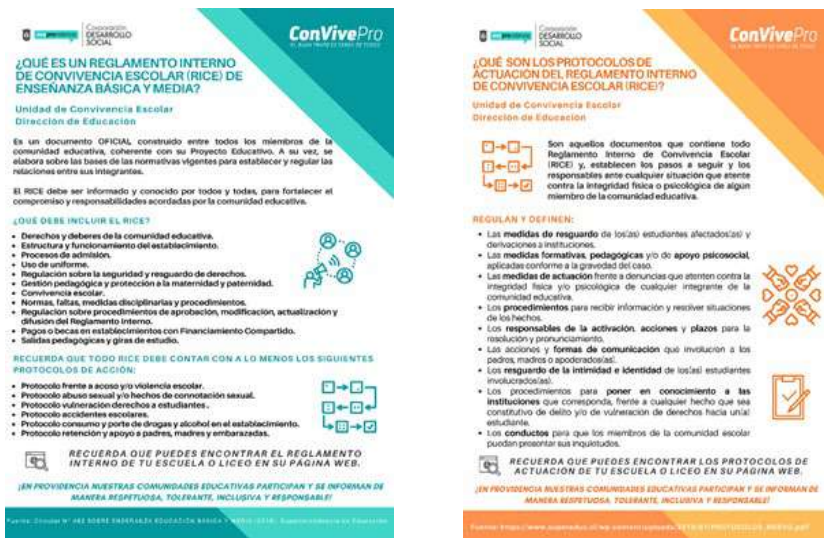 Corporación
DESARROLLO
SOCIAL
ConVivePro
¿QUÉ ES UN REGLAMENTO INTERNO
DE CONVIVENCIA ESCOLAR (RICE) DE
ENSEÑANZA BÁSICA Y MEDIA?
Unidad de Convivencia Escolar
Dirección de Educación
Es un documento OFICIAL construido entre todos los miembros de la
comunidad educativa, coherente con su Proyecto Educativo. A su vez, se
elabora sobre las bases de las normativas vigentes para establecer y regular las
relaciones entre sus integrantes.
El RICE debe ser informado y conocido por todos y todas, para fortalecer el
compromiso y responsabilidades acordadas por la comunidad educativa.
¿QUÉ DEBE INCLUIR EL RICE?
• Derechos y deberes de la comunidad educativa.
• Estructura y funcionamiento del establecimiento.
• Procesos de admisión.
• Uso de uniforme.
• Regulación sobre la seguridad y resguardo de derechos.
• Gestión pedagógica y protección a la maternidad y paternidad.
• Convivencia escolar.
• Normas, faltas, medidas disciplinarias y procedimientos.
• Regulación sobre procedimientos de aprobación, modificación, actualización y
difusión del Reglamento Interno.
• Pagos o becas en establecimientos con Financiamiento Compartido.
• Salidas pedagógicas y giras de estudio.
RECUERDA QUE TODO RICE DEBE CONTAR CON A LO MENOS LOS SIGUIENTES
PROTOCOLOS DE ACCIÓN:
• Protocolo frente a acoso y/o violencia escolar.
• Protocolo abuso sexual y/o hechos de connotación sexual.
• Protocolo vulneración derechos a estudiantes .
• Protocolo accidentes escolares.
• Protocolo consumo y porte de drogas y alcohol en el establecimiento.
• Protocolo retención y apoyo a padres, madres y embarazadas.
RECUERDA QUE PUEDES ENCONTRAR EL REGLAMENTO
INTERNO DE TU ESCUELA O LICEO EN SU PÁGINA WEB.
¡EN PROVIDENCIA NUESTRAS COMUNIDADES EDUCATIVAS PARTICIPAN Y SE INFORMAN DE
MANERA RESPETUOSA, TOLERANTE, INCLUSIVA Y RESPONSABLE!
Corporación
DESARROLLO
SOCIAL
ConVivePro
¿QUÉ SON LOS PROTOCOLOS DE
ACTUACIÓN DEL REGLAMENTO INTERNO
DE CONVIVENCIA ESCOLAR (RICE)?
Unidad de Convivencia Escolar
Dirección de Educación
Son aquellos documentos que contiene todo
Reglamento Interno de Convivencia Escolar
(RICE) y, establecen los pasos a seguir y los
responsables ante cualquier situación que atente
contra la integridad física o psicológica de algún
miembro de la comunidad educativa.
REGULAN Y DEFINEN:
• Las medidas de resguardo de los(as) estudiantes afectados(as) y
derivaciones a instituciones.
• Las medidas formativas, pedagógicas y/o de apoyo psicosocial,
aplicadas conforme a la gravedad del caso.
• Las medidas de actuación frente a denuncias que atenten contra la
integridad física y/o psicológica de cualquier integrante de la
comunidad educativa.
• Los procedimientos para recibir información y resolver situaciones
de los hechos.
• Los responsables de la activación, acciones y plazos para la
resolución y pronunciamiento.
• Las acciones y formas de comunicación que involucren a los
padres, madres o apoderados(as).
• Los resguardo de la intimidad e identidad de los(as) estudiantes
involucrados(as).
• Los procedimientos para poner en conocimiento a las
instituciones que corresponda, frente a cualquier hecho que sea
constitutivo de delito y/o de vulneración de derechos hacia un(a)
estudiante.
• Los conductos para que los miembros de la comunidad escolar
puedan presentar sus inquietudes.
RECUERDA QUE PUEDES ENCONTRAR LOS PROTOCOLOS DE
ACTUACIÓN DE TU ESCUELA O LICEO EN SU PÁGINA WEB.
¡EN PROVIDENCIA NUESTRAS COMUNIDADES EDUCATIVAS PARTICIPAN Y SE INFORMAN DE
MANERA RESPETUOSA, TOLERANTE, INCLUSIVA Y RESPONSABLE!